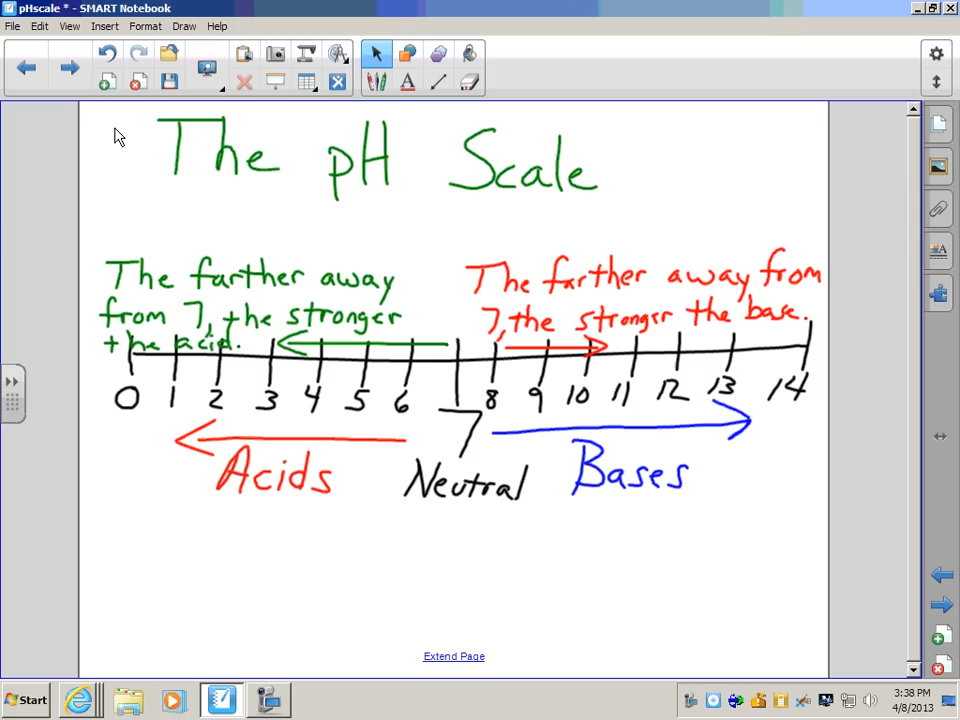 pHscale * - SMART Notebook
File Edit View Insert Format Draw Help
The pH Scale
The farther away
from 7, the stronger
the acid.
The farther away from
7, the stronger the base.
0 1 2 3 4 5 6 7 8 9 10 11 12 13 14
Acids
Neutral
Bases
Extend Page
Start
3:38 PM
4/8/2013